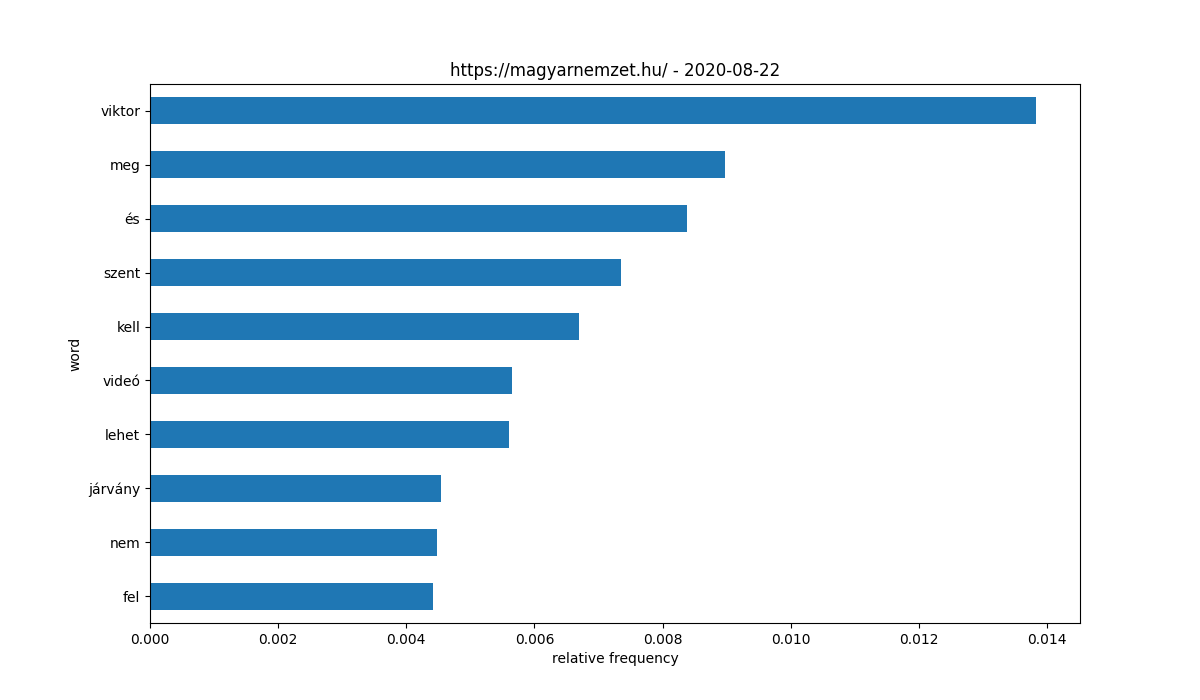 https://magyarnemzet.hu/ - 2020-08-22
viktor
meg
és
szent
kell
videó
lehet
járvány
nem
fel
word
0.000 0.002 0.004 0.006 0.008 0.010 0.012 0.014
relative frequency